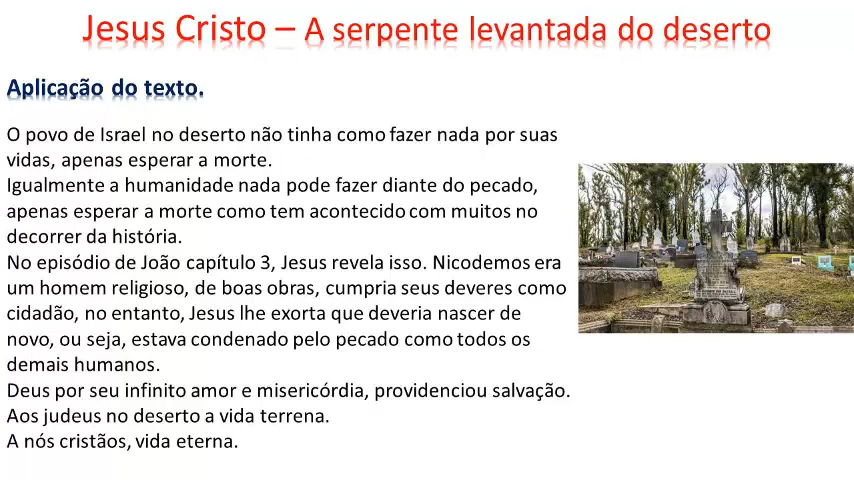 Jesus Cristo – A serpente levantada do deserto
Aplicação do texto.
O povo de Israel no deserto não tinha como fazer nada por suas
vidas, apenas esperar a morte.
Igualmente a humanidade nada pode fazer diante do pecado,
apenas esperar a morte como tem acontecido com muitos no
decorrer da história.
No episódio de João capítulo 3, Jesus revela isso. Nicodemos era
um homem religioso, de boas obras, cumpria seus deveres como
cidadão, no entanto, Jesus lhe exorta que deveria nascer de
novo, ou seja, estava condenado pelo pecado como todos os
demais humanos.
Deus por seu infinito amor e misericórdia, providenciou salvação.
Aos judeus no deserto a vida terrena.
A nós cristãos, vida eterna.